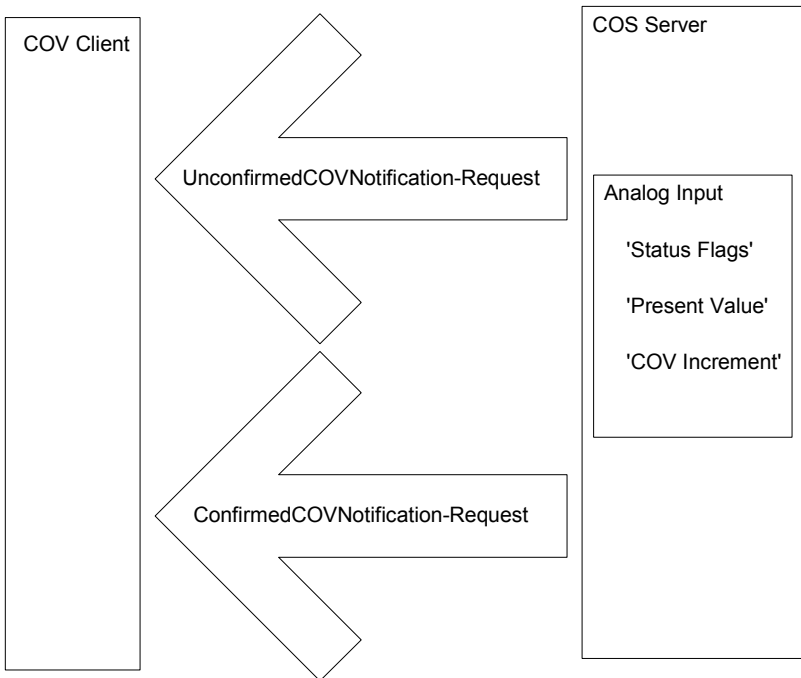 COV Client
COS Server
UnconfirmedCOVNotification-Request
Analog Input
'Status Flags'
'Present Value'
'COV Increment'
ConfirmedCOVNotification-Request